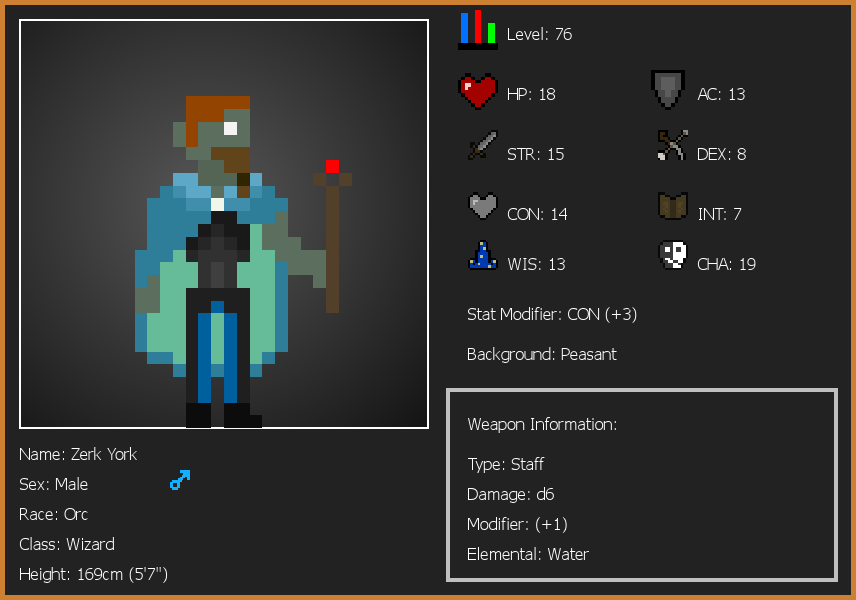 Level: 76
HP: 18
AC: 13
STR: 15
DEX: 8
CON: 14
INT: 7
WIS: 13
CHA: 19
Stat Modifier: CON (+3)
Background: Peasant
Weapon Information:
Type: Staff
Damage: d6
Modifier: (+1)
Elemental: Water
Name: Zerk York
Sex: Male
Race: Orc
Class: Wizard
Height: 169cm (5'7")